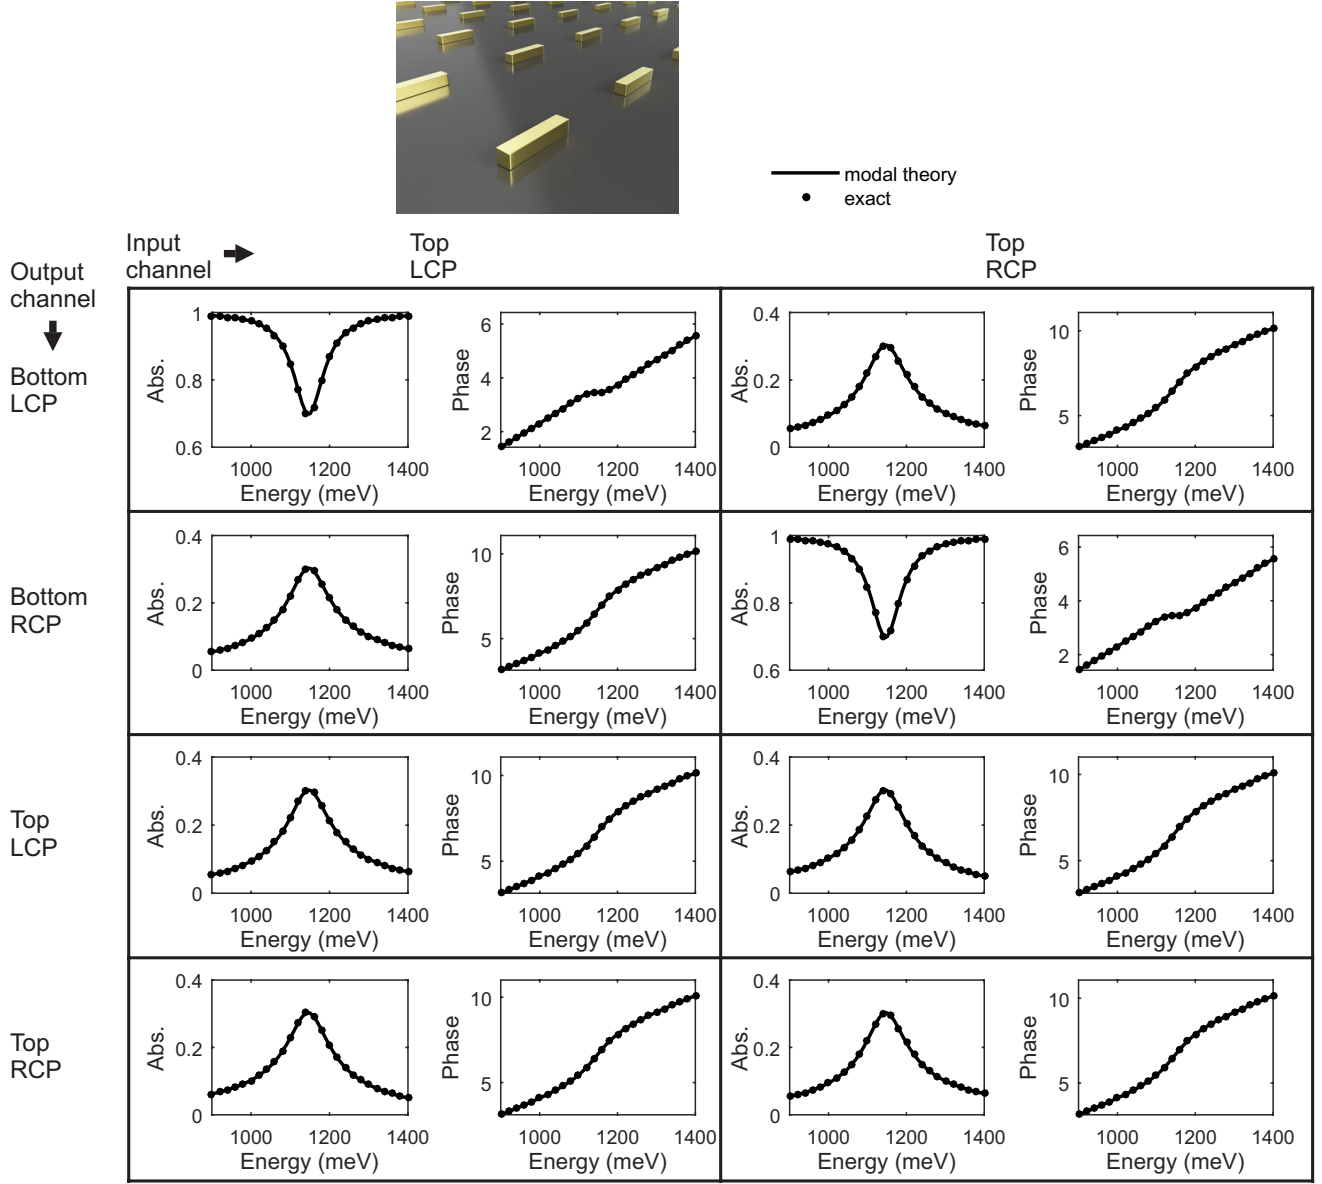 modal theory
exact
Input
channel
Top
LCP
Top
RCP
Output
channel
Bottom
LCP
1
0.8
0.6
Abs.
1000 1200 1400
Energy (meV)
6
4
2
Phase
1000 1200 1400
Energy (meV)
0.4
0.2
0
Abs.
1000 1200 1400
Energy (meV)
10
5
Phase
1000 1200 1400
Energy (meV)
Bottom
RCP
0.4
0.2
0
Abs.
1000 1200 1400
Energy (meV)
10
5
Phase
1000 1200 1400
Energy (meV)
1
0.8
0.6
Abs.
1000 1200 1400
Energy (meV)
6
4
2
Phase
1000 1200 1400
Energy (meV)
Top
LCP
0.4
0.2
0
Abs.
1000 1200 1400
Energy (meV)
10
5
Phase
1000 1200 1400
Energy (meV)
0.4
0.2
0
Abs.
1000 1200 1400
Energy (meV)
10
5
Phase
1000 1200 1400
Energy (meV)
Top
RCP
0.4
0.2
0
Abs.
1000 1200 1400
Energy (meV)
10
5
Phase
1000 1200 1400
Energy (meV)
0.4
0.2
0
Abs.
1000 1200 1400
Energy (meV)
10
5
Phase
1000 1200 1400
Energy (meV)